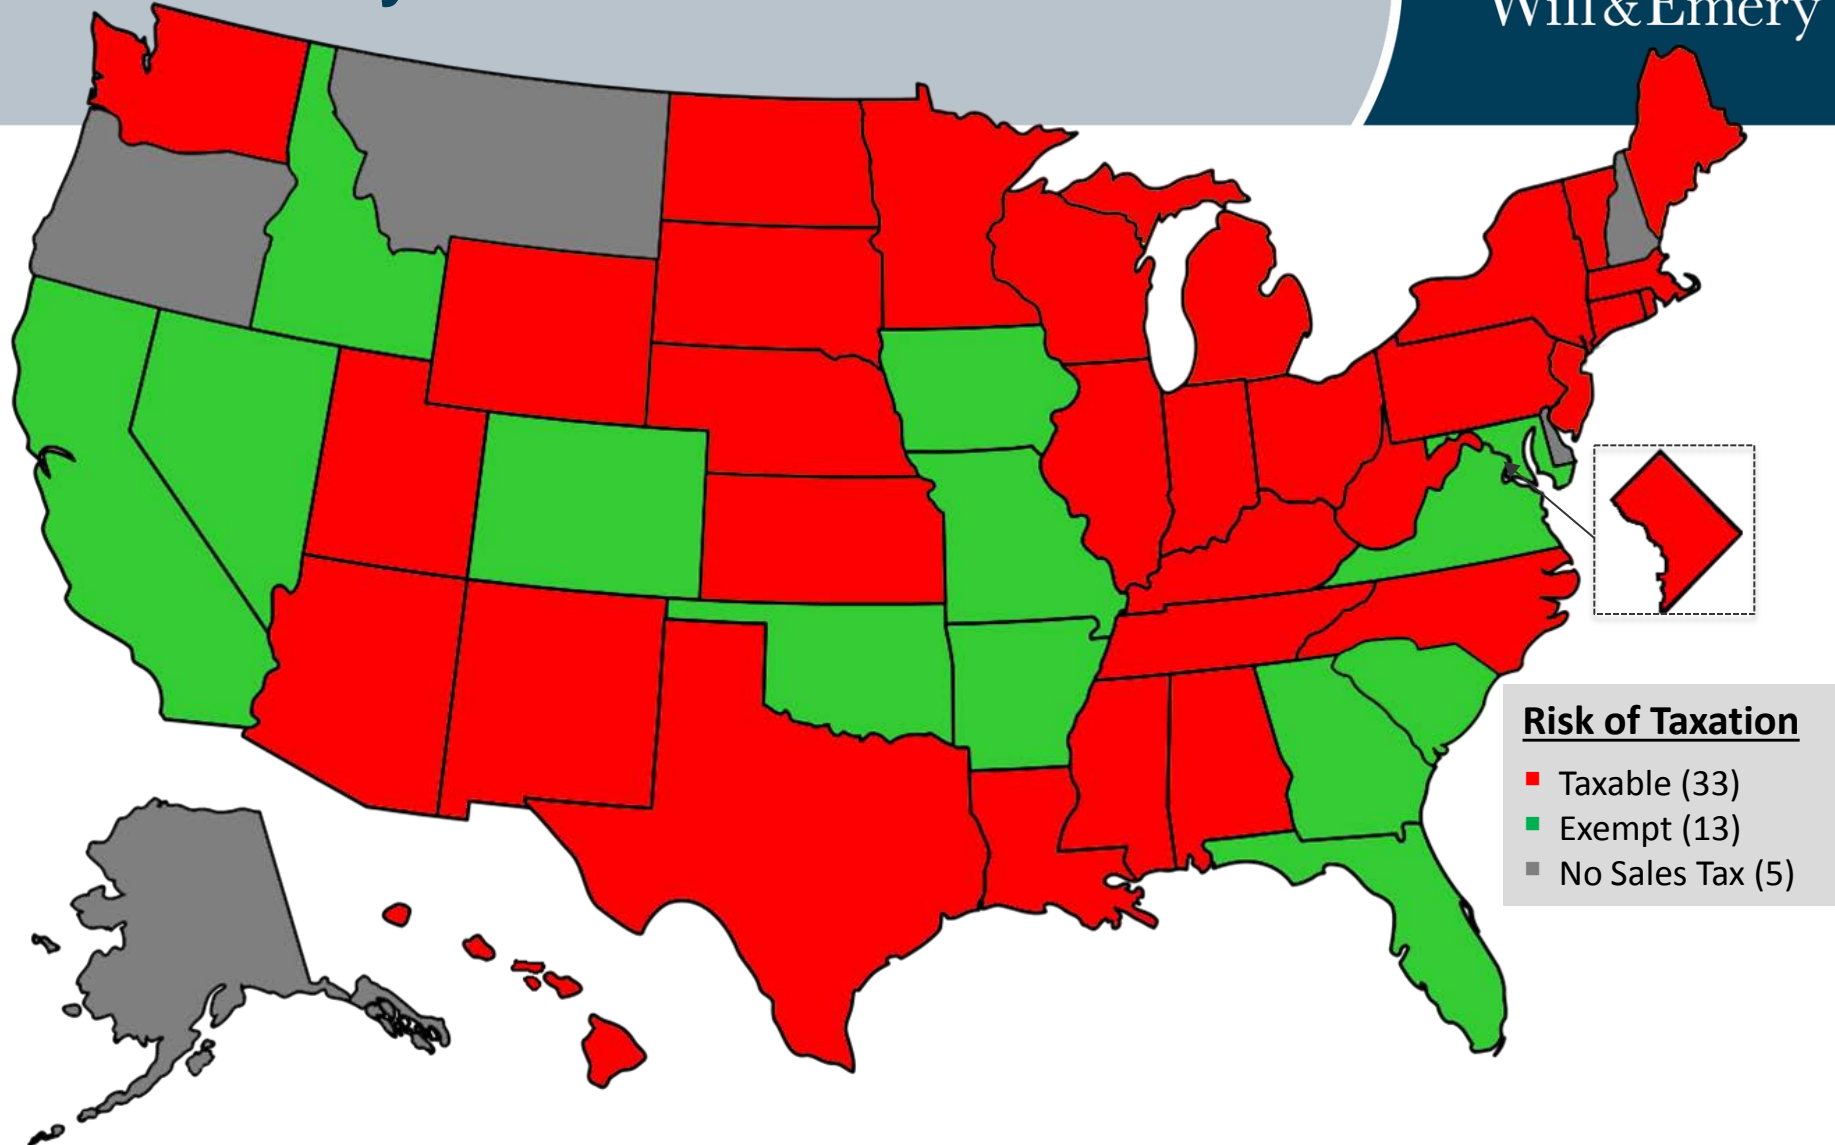 Will & Emery
Risk of Taxation
Taxable (33)
Exempt (13)
No Sales Tax (5)